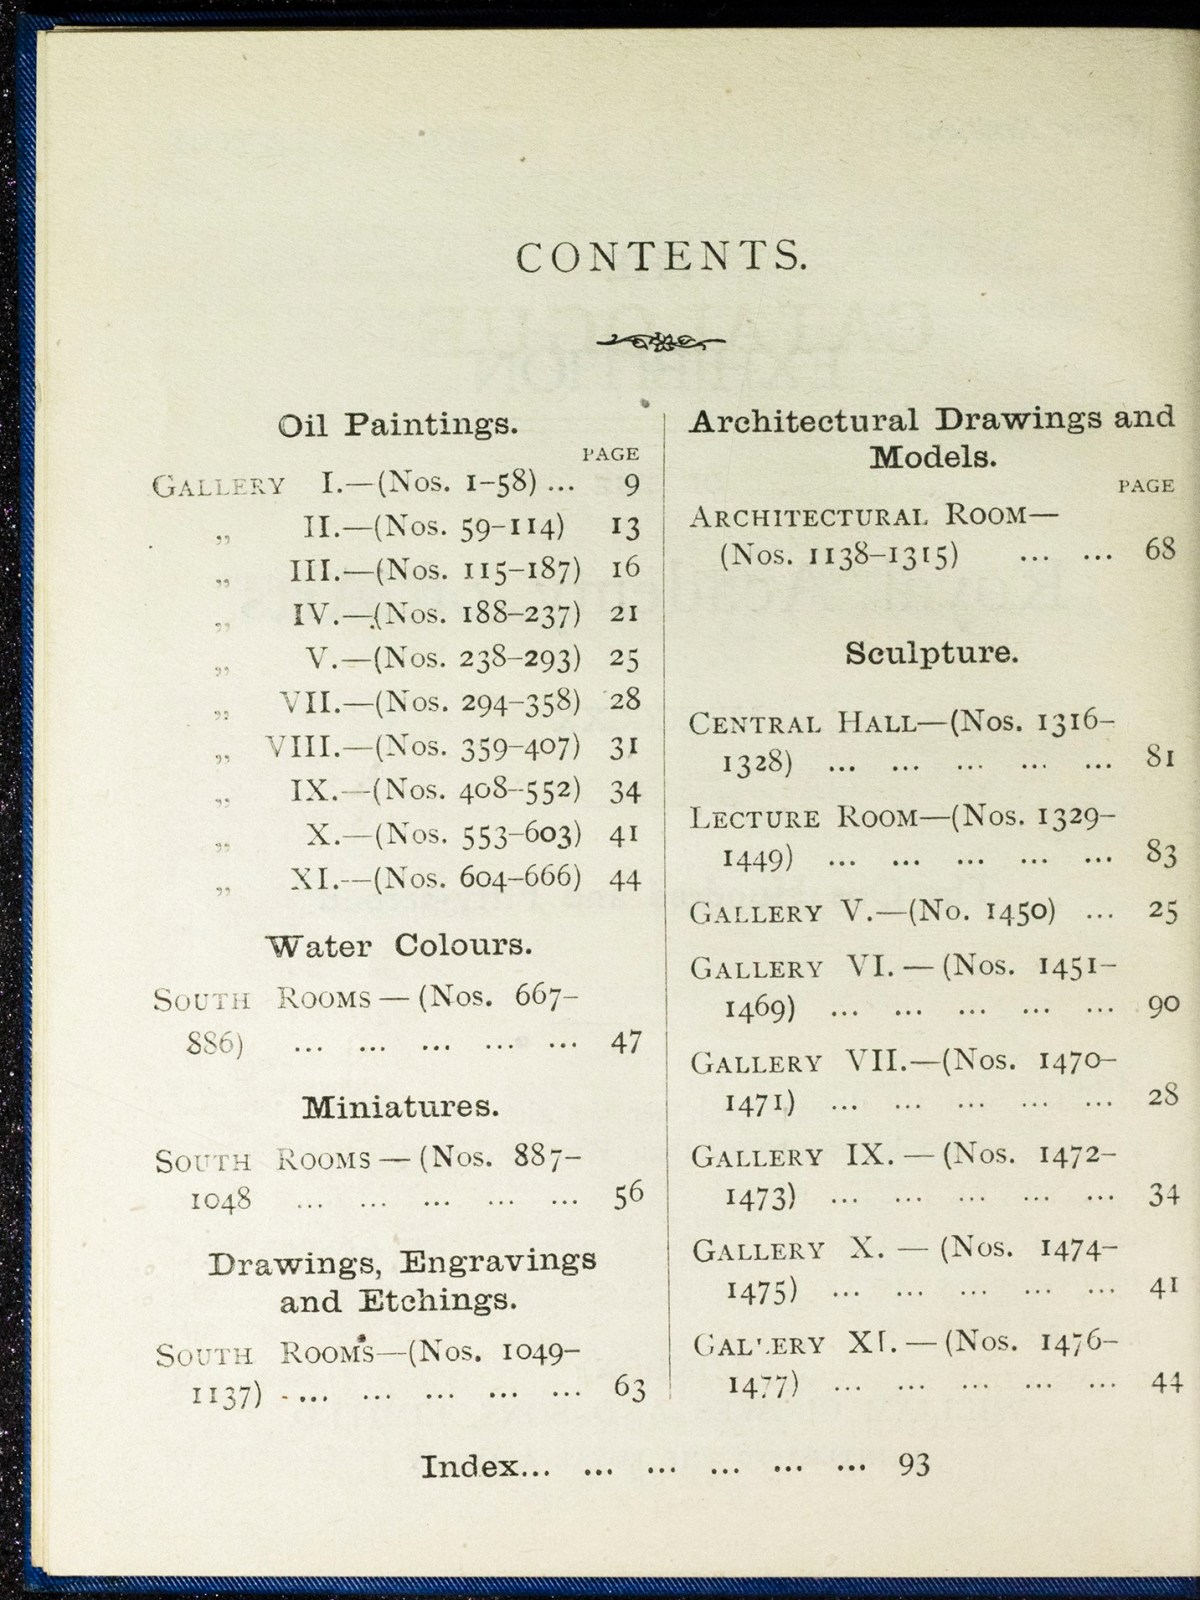 CONTENTS.
Oil Paintings.
PAGE
GALLERY I.—(Nos. 1–58) ... 9
„ II.—(Nos. 59–114) 13
„ III.—(Nos. 115–187) 16
„ IV.—(Nos. 188–237) 21
„ V.—(Nos. 238–293) 25
„ VII.—(Nos. 294–358) 28
„ VIII.—(Nos. 359–407) 31
„ IX.—(Nos. 408–552) 34
„ X.—(Nos. 553–603) 41
„ XI.—(Nos. 604–666) 44
Water Colours.
SOUTH ROOMS — (Nos. 667–
886) ... ... ... ... ... 47
Miniatures.
SOUTH ROOMS — (Nos. 887–
1048 ... ... ... ... ... 56
Drawings, Engravings
and Etchings.
SOUTH ROOMS—(Nos. 1049–
1137) ... ... ... ... ... 63
Architectural Drawings and
Models.
PAGE
ARCHITECTURAL ROOM—
(Nos. 1138–1315) ... ... 68
Sculpture.
CENTRAL HALL—(Nos. 1316–
1328) ... ... ... ... ... 81
LECTURE ROOM—(Nos. 1329–
1449) ... ... ... ... ... 83
GALLERY V.—(No. 1450) ... 25
GALLERY VI. — (Nos. 1451–
1469) ... ... ... ... ... 90
GALLERY VII.—(Nos. 1470–
1471) ... ... ... ... ... 28
GALLERY IX. — (Nos. 1472–
1473) ... ... ... ... ... 34
GALLERY X. — (Nos. 1474–
1475) ... ... ... ... ... 41
GALLERY XI. — (Nos. 1476–
1477) ... ... ... ... ... 44
Index... ... ... ... ... ... 93